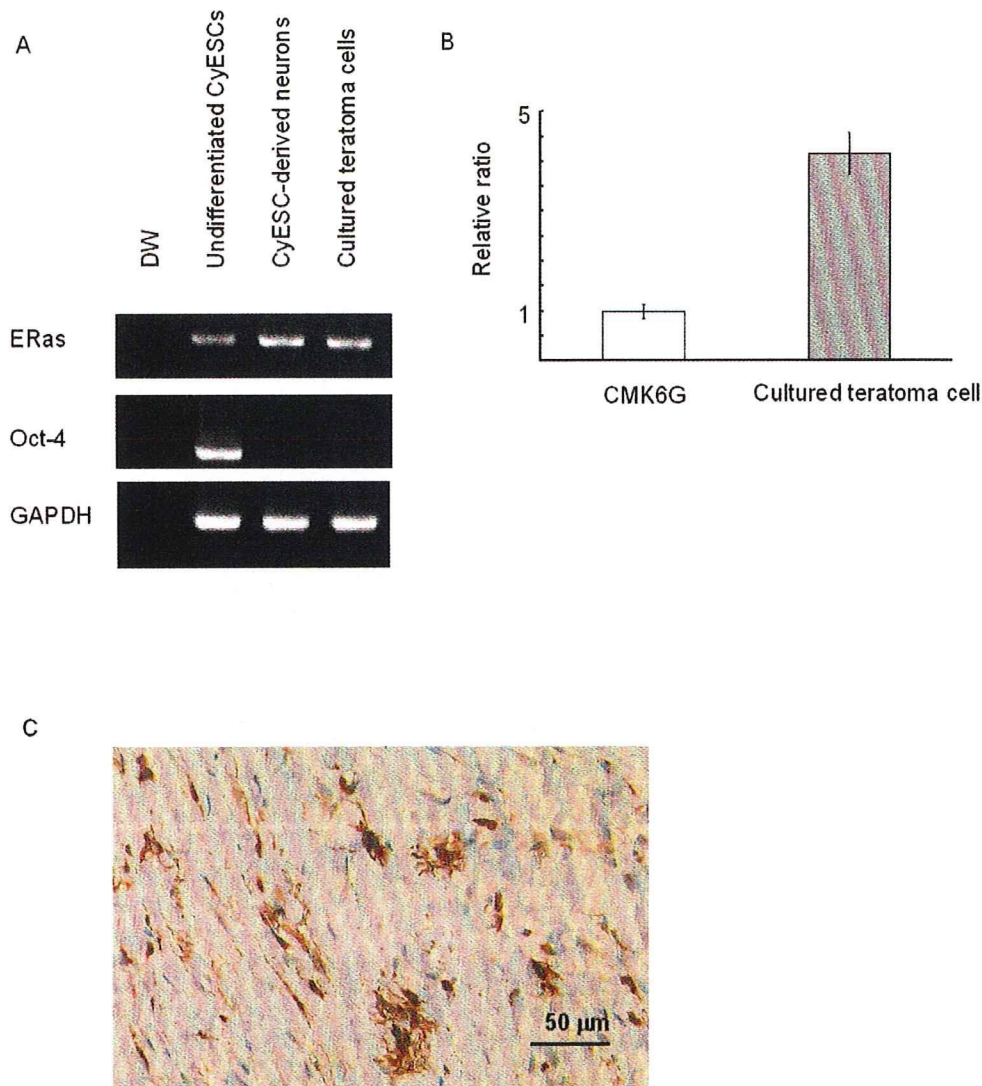 A
DW
Undifferentiated CyESCs
CyESC-derived neurons
Cultured teratoma cells
ERas
Oct-4
GAPDH
B
Relative ratio
5
1
CMK6G
Cultured teratoma cell
C
50 µm